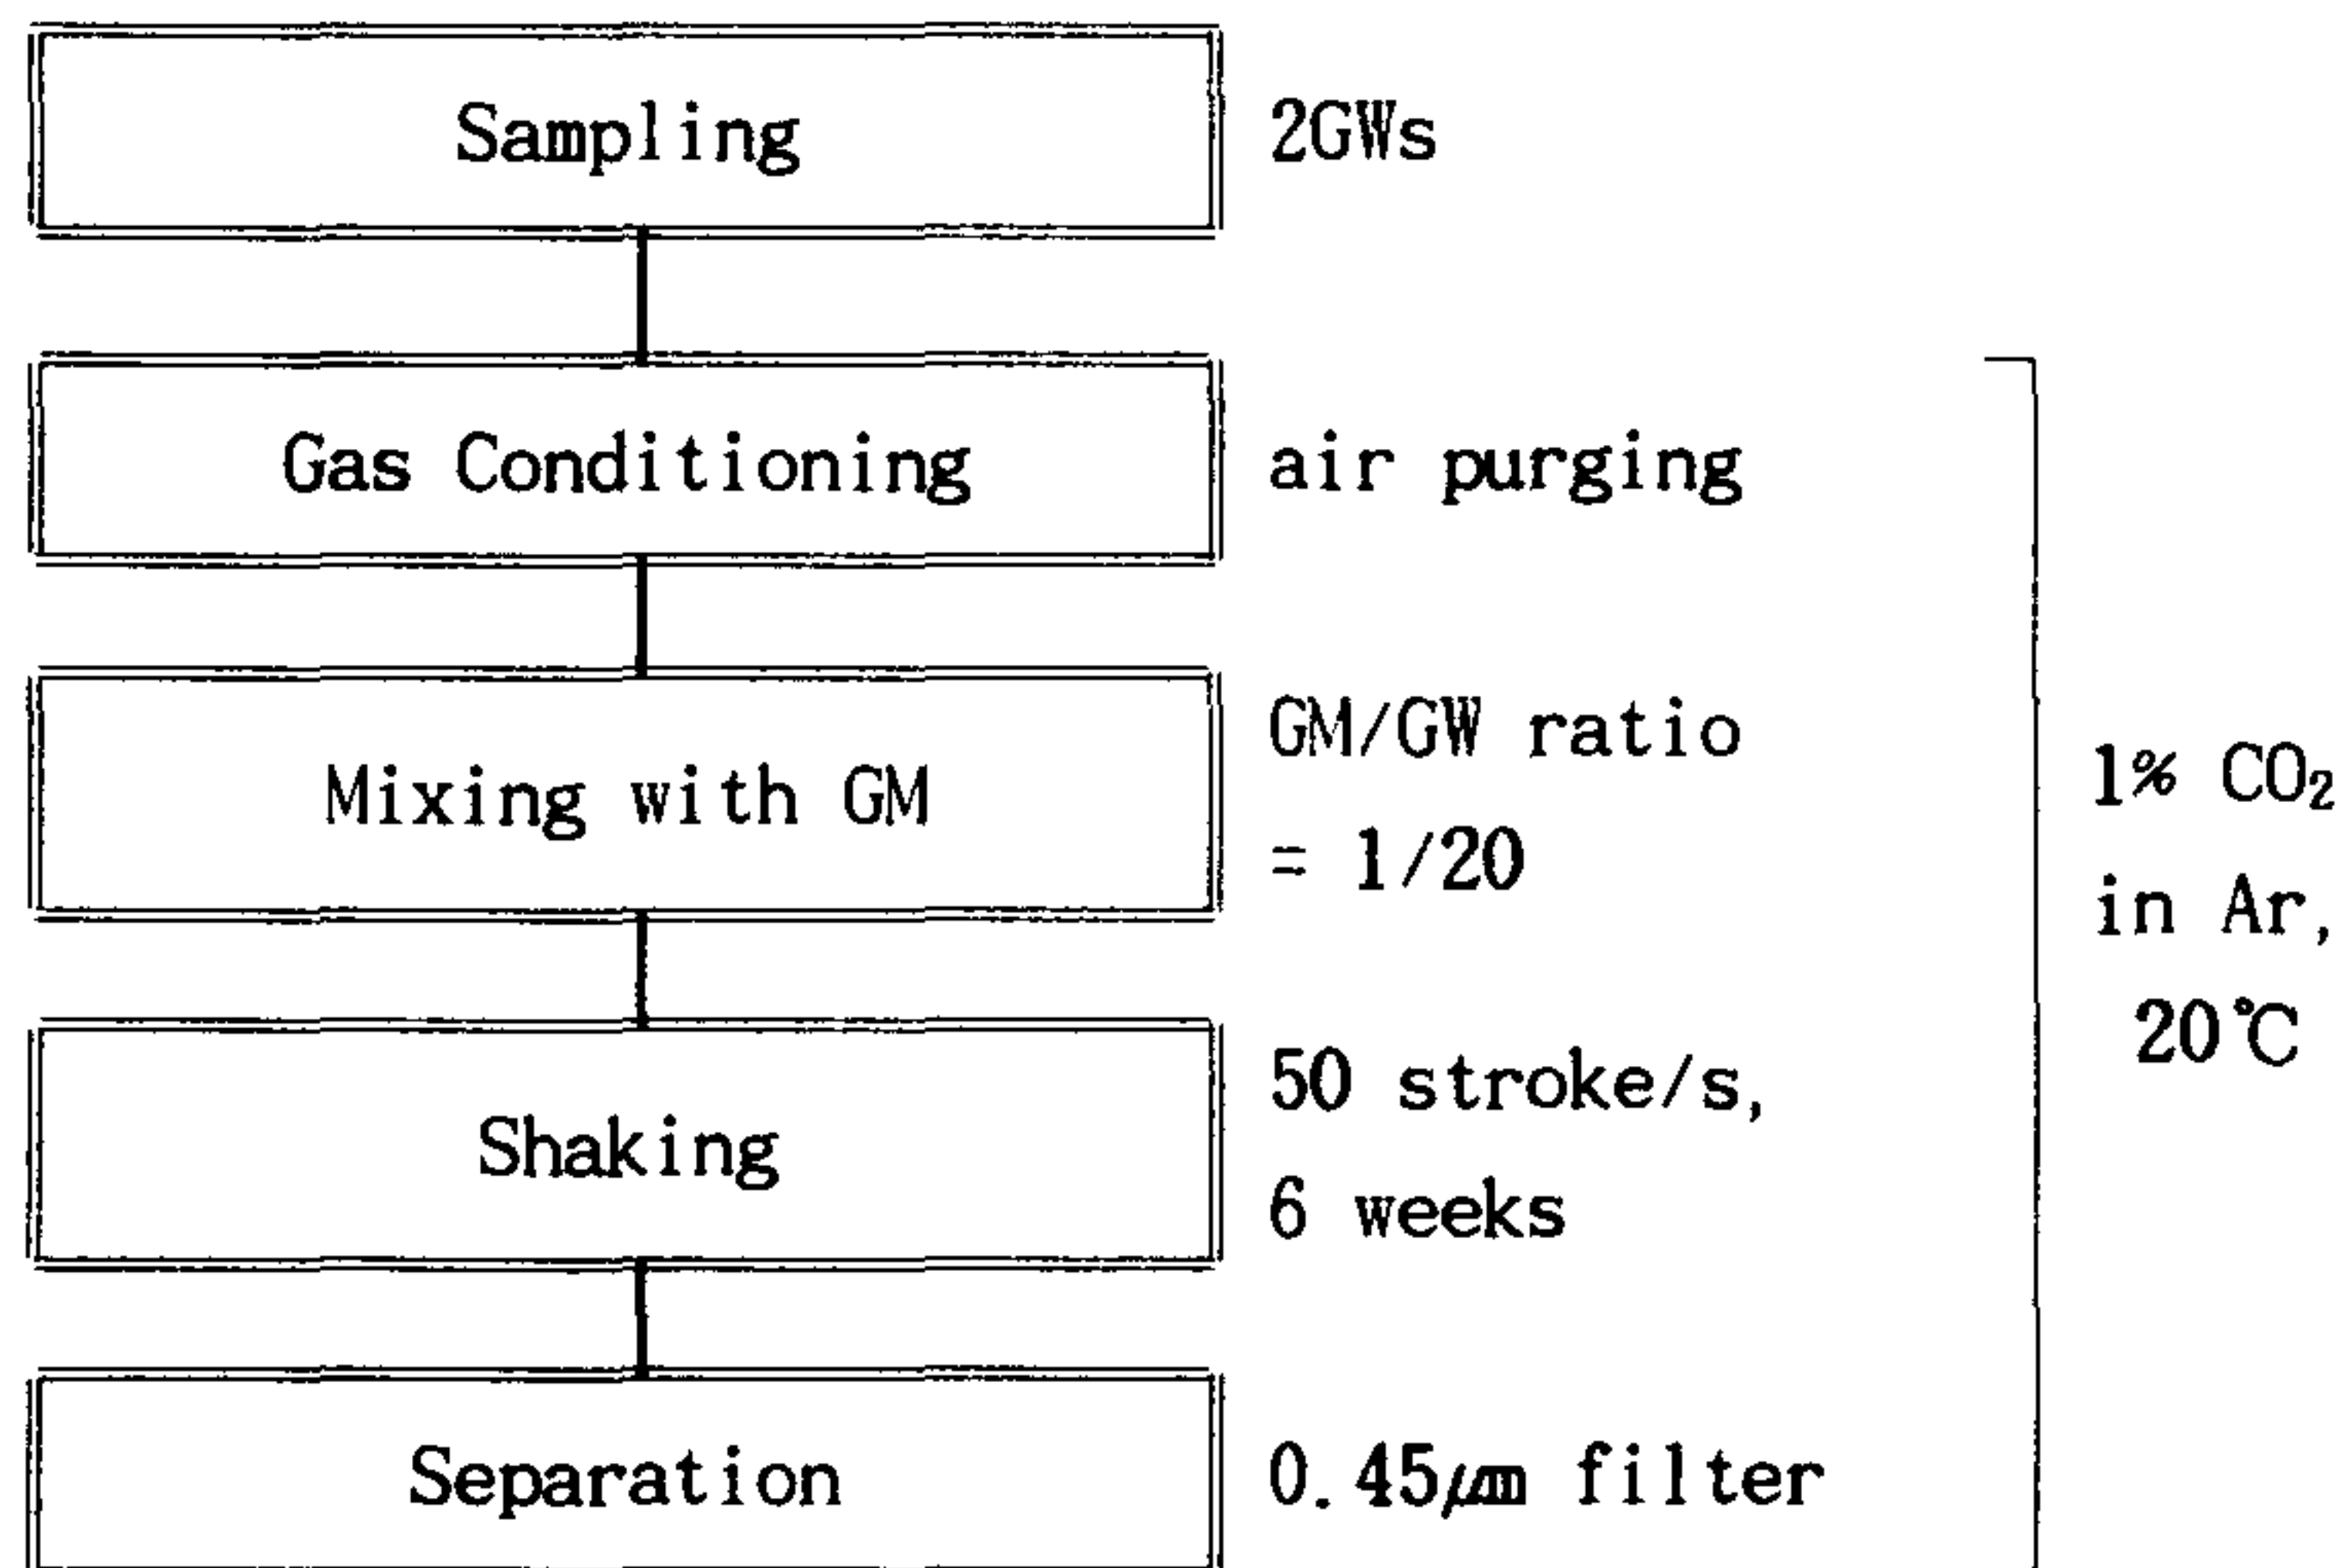 Sampling
2GWs
Gas Conditioning
air purging
Mixing with GM
GM/GW ratio
= 1/20
Shaking
50 stroke/s,
6 weeks
Separation
0.45μm filter
1% CO₂
in Ar,
20℃